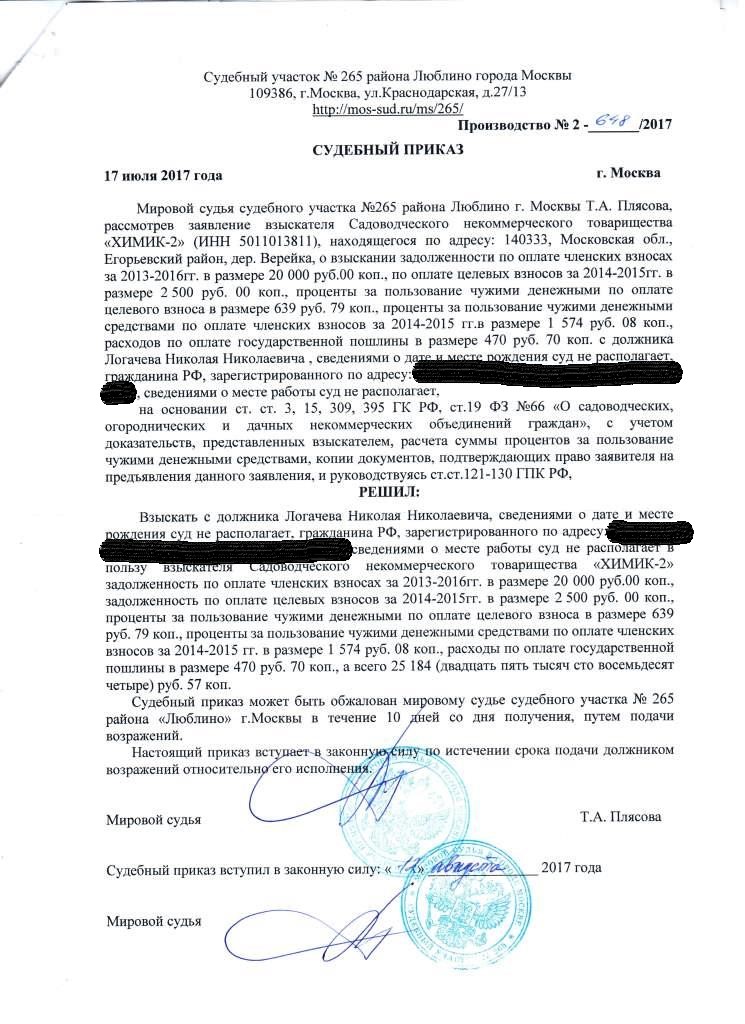 Судебный участок № 265 района Люблино города Москвы
109386, г.Москва, ул.Краснодарская, д.27/13
http://mos-sud.ru/ms/265/
Производство № 2 - 648 /2017
СУДЕБНЫЙ ПРИКАЗ
17 июля 2017 года г. Москва
Мировой судья судебного участка №265 района Люблино г. Москвы Т.А. Плясова,
рассмотрев заявление взыскателя Садоводческого некоммерческого товарищества
«ХИМИК-2» (ИНН 5011013811), находящегося по адресу: 140333, Московская обл.,
Егорьевский район, дер. Верейка, о взыскании задолженности по оплате членских взносах
за 2013-2016гг. в размере 20 000 руб.00 коп., по оплате целевых взносов за 2014-2015гг. в
размере 2 500 руб. 00 коп., проценты за пользование чужими денежными по оплате
целевого взноса в размере 639 руб. 79 коп., проценты за пользование чужими денежными
средствами по оплате членских взносов за 2014-2015 гг.в размере 1 574 руб. 08 коп.,
расходов по оплате государственной пошлины в размере 470 руб. 70 коп. с должника
Логачева Николая Николаевича , сведениями о дате и месте рождения суд не располагает,
гражданина РФ, зарегистрированного по адресу:
, сведениями о месте работы суд не располагает,
на основании ст. ст. 3, 15, 309, 395 ГК РФ, ст.19 ФЗ №66 «О садоводческих,
огороднических и дачных некоммерческих объединений граждан», с учетом
доказательств, представленных взыскателем, расчета суммы процентов за пользование
чужими денежными средствами, копии документов, подтверждающих право заявителя на
предъявления данного заявления, и руководствуясь ст.ст.121-130 ГПК РФ,
РЕШИЛ:
Взыскать с должника Логачева Николая Николаевича, сведениями о дате и месте
рождения суд не располагает, гражданина РФ, зарегистрированного по адресу:
сведениями о месте работы суд не располагает в
пользу взыскателя Садоводческого некоммерческого товарищества «ХИМИК-2»
задолженность по оплате членских взносах за 2013-2016гг. в размере 20 000 руб.00 коп.,
задолженность по оплате целевых взносов за 2014-2015гг. в размере 2 500 руб. 00 коп.,
проценты за пользование чужими денежными по оплате целевого взноса в размере 639
руб. 79 коп., проценты за пользование чужими денежными средствами по оплате членских
взносов за 2014-2015 гг. в размере 1 574 руб. 08 коп., расходы по оплате государственной
пошлины в размере 470 руб. 70 коп., а всего 25 184 (двадцать пять тысяч сто восемьдесят
четыре) руб. 57 коп.
Судебный приказ может быть обжалован мировому судье судебного участка № 265
района «Люблино» г.Москвы в течение 10 дней со дня получения, путем подачи
возражений.
Настоящий приказ вступает в законную силу по истечении срока подачи должником
возражений относительно его исполнения.
Мировой судья Т.А. Плясова
Судебный приказ вступил в законную силу: « 12 » августа 2017 года
Мировой судья